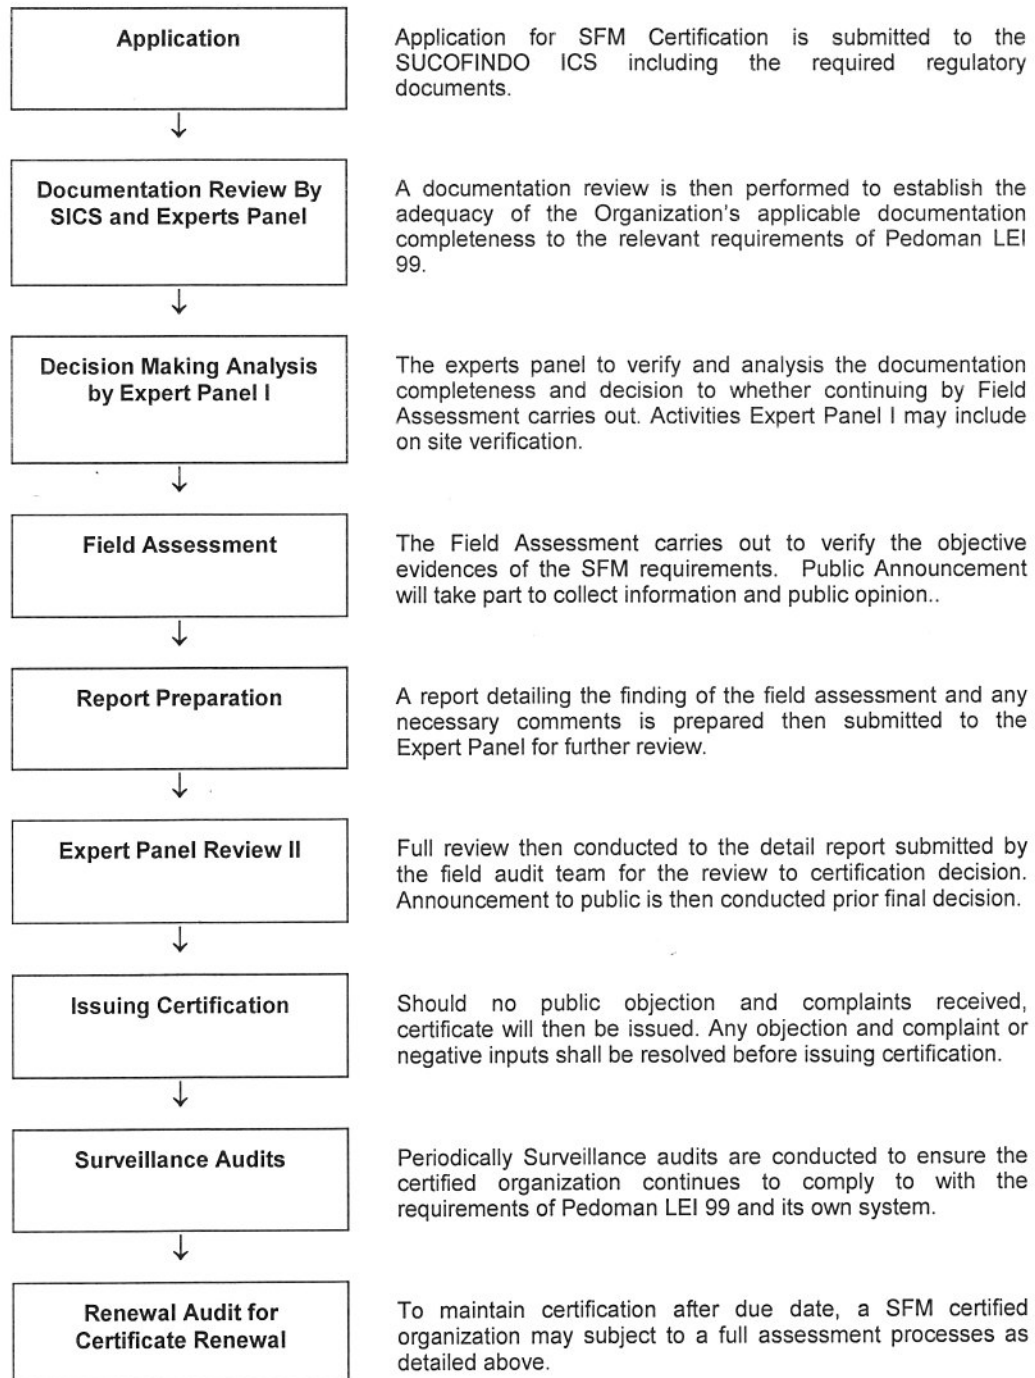 Application
Application for SFM Certification is submitted to the
SUCOFINDO ICS including the required regulatory
documents.
↓
Documentation Review By
SICS and Experts Panel
A documentation review is then performed to establish the
adequacy of the Organization's applicable documentation
completeness to the relevant requirements of Pedoman LEI
99.
↓
Decision Making Analysis
by Expert Panel I
The experts panel to verify and analysis the documentation
completeness and decision to whether continuing by Field
Assessment carries out. Activities Expert Panel I may include
on site verification.
↓
Field Assessment
The Field Assessment carries out to verify the objective
evidences of the SFM requirements. Public Announcement
will take part to collect information and public opinion..
↓
Report Preparation
A report detailing the finding of the field assessment and any
necessary comments is prepared then submitted to the
Expert Panel for further review.
↓
Expert Panel Review II
Full review then conducted to the detail report submitted by
the field audit team for the review to certification decision.
Announcement to public is then conducted prior final decision.
↓
Issuing Certification
Should no public objection and complaints received,
certificate will then be issued. Any objection and complaint or
negative inputs shall be resolved before issuing certification.
↓
Surveillance Audits
Periodically Surveillance audits are conducted to ensure the
certified organization continues to comply to with the
requirements of Pedoman LEI 99 and its own system.
↓
Renewal Audit for
Certificate Renewal
To maintain certification after due date, a SFM certified
organization may subject to a full assessment processes as
detailed above.